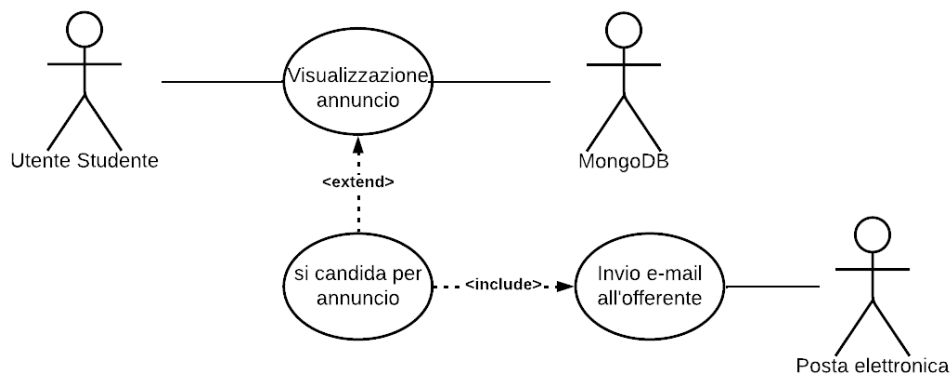 Visualizzazione
annuncio
Utente Studente
MongoDB
<extend>
si candida per
annuncio
<include>
Invio e-mail
all'offerente
Posta elettronica